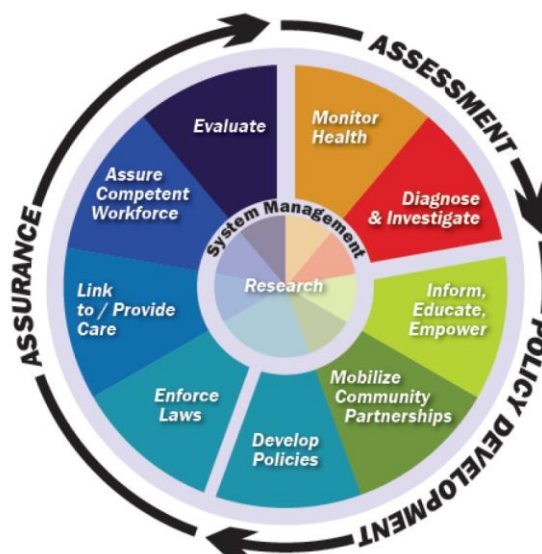 ASSESSMENT
Monitor
Health
Diagnose
& Investigate
POLICY DEVELOPMENT
Inform,
Educate,
Empower
Mobilize
Community
Partnerships
Develop
Policies
ASSURANCE
Enforce
Laws
Link
to / Provide
Care
Assure
Competent
Workforce
Evaluate
System Management
Research